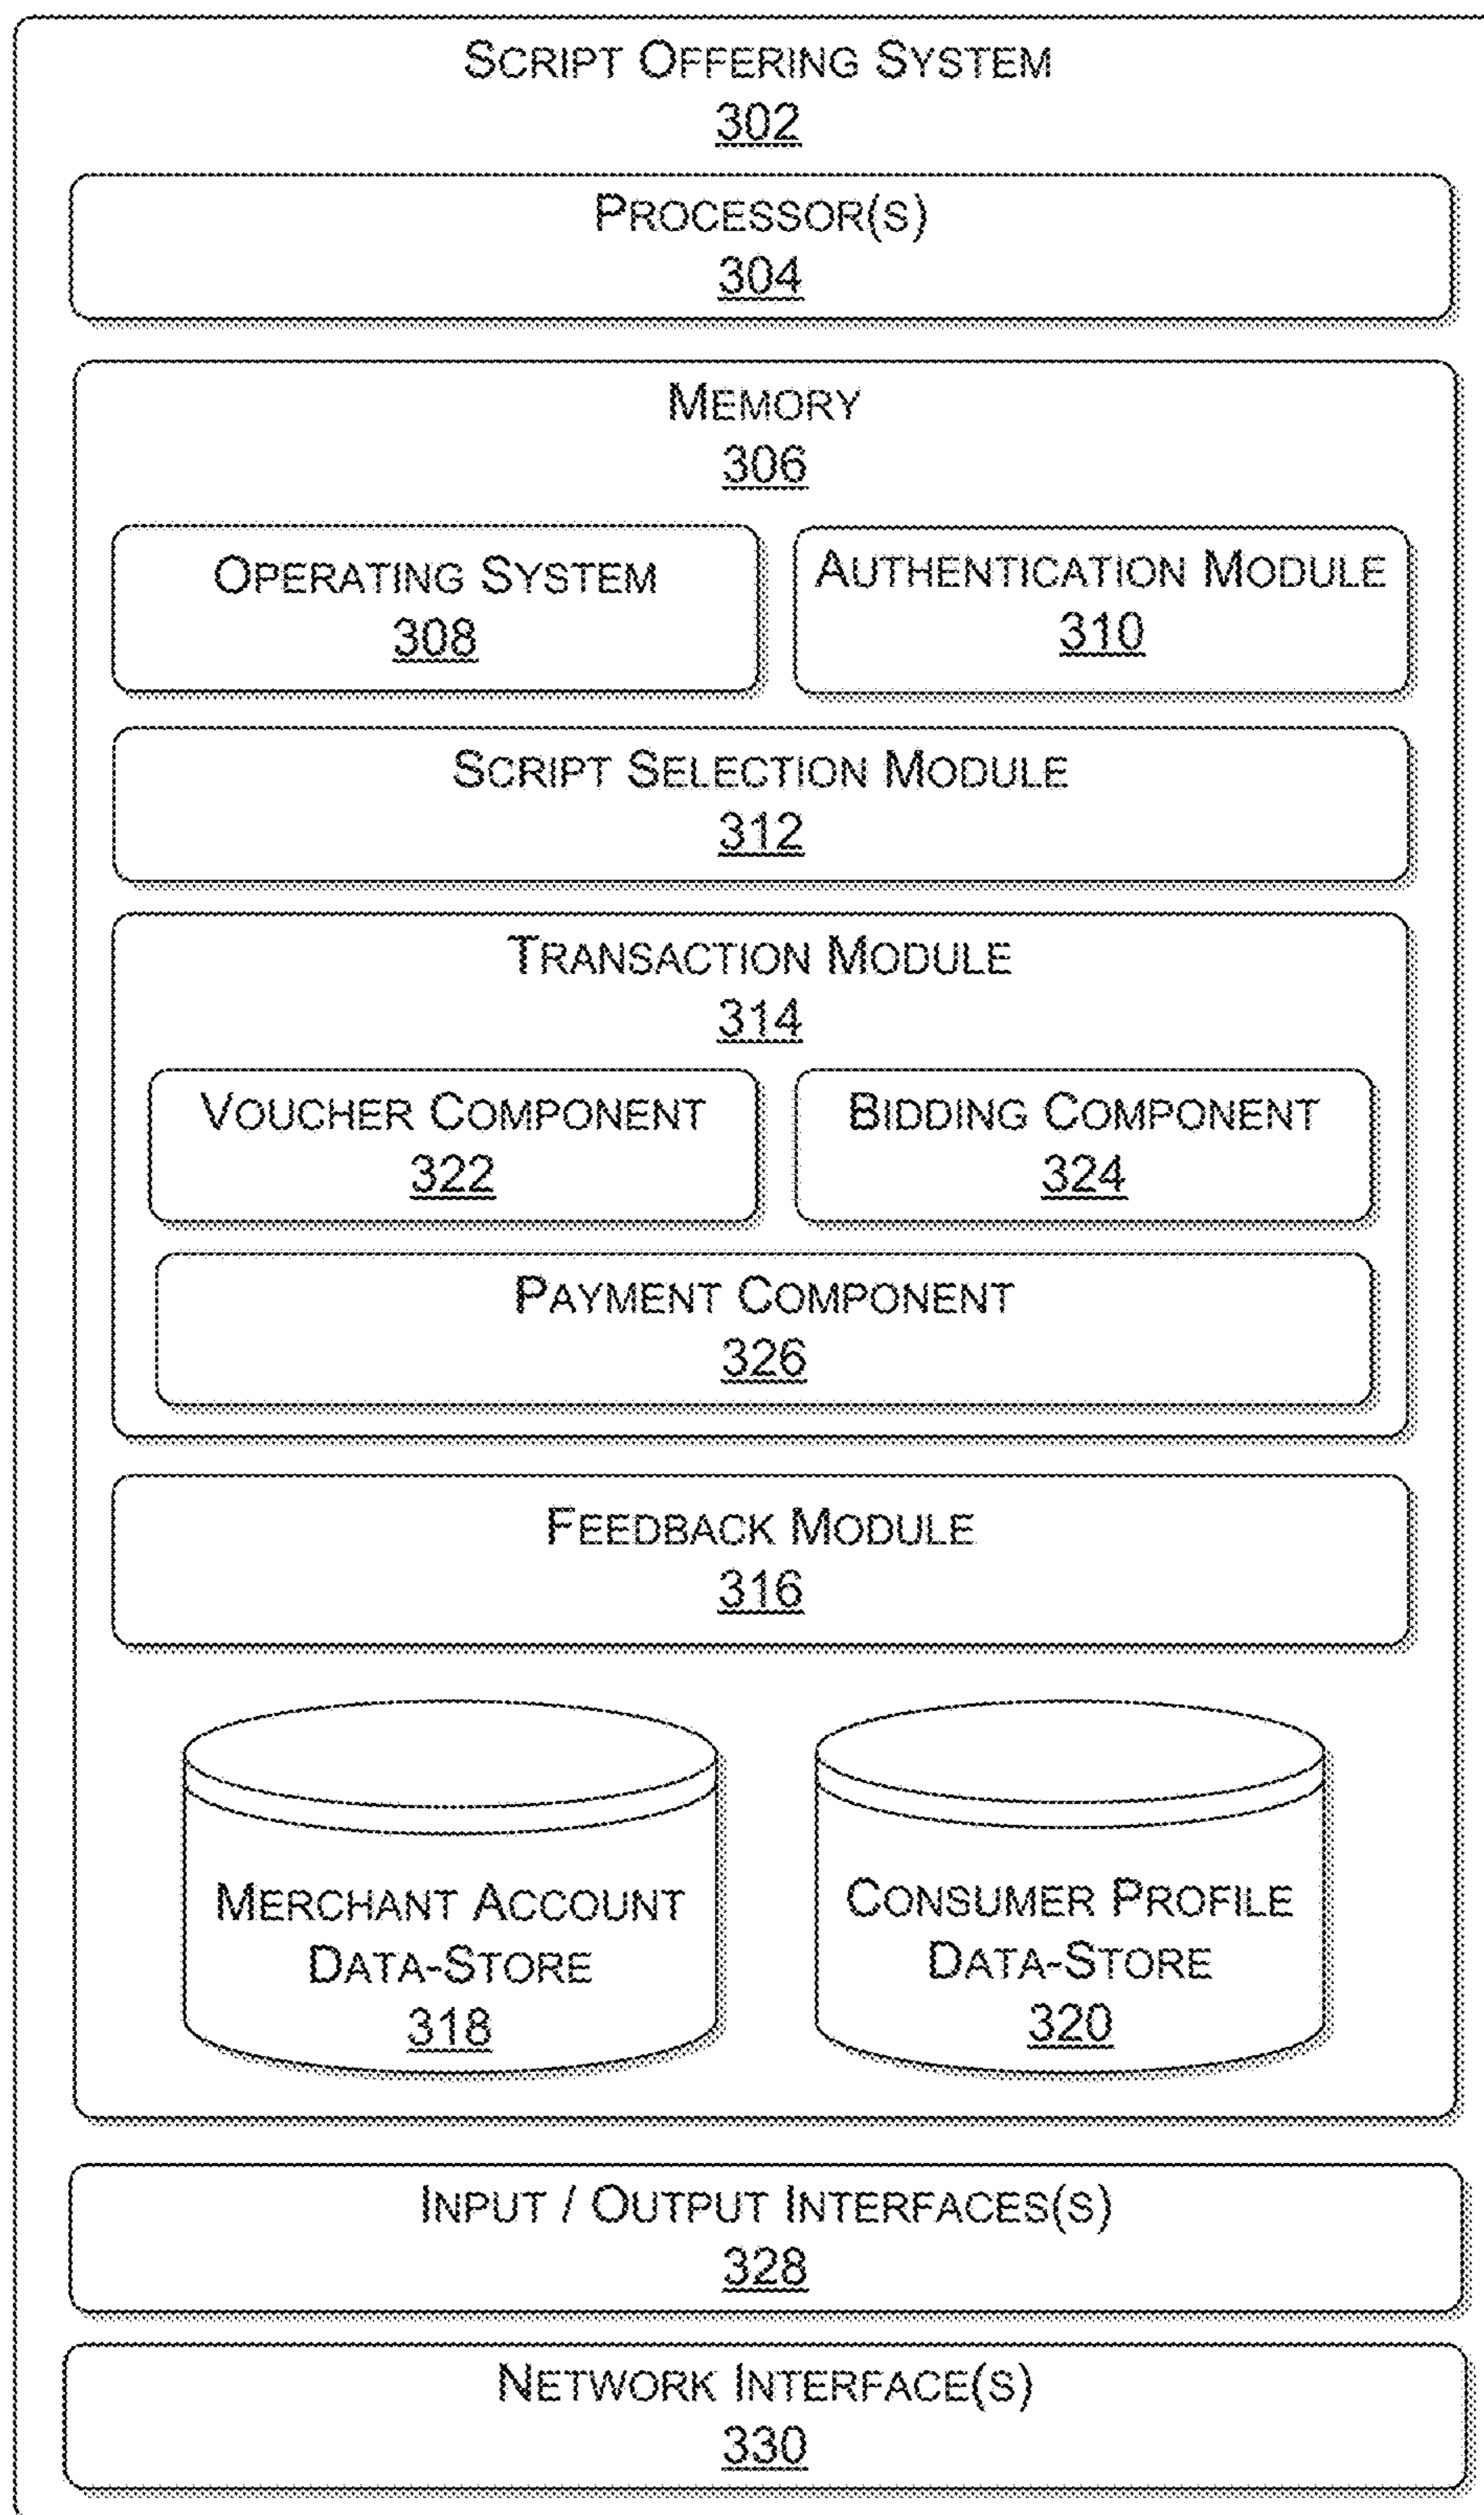 SCRIPT OFFERING SYSTEM
302
PROCESSOR(S)
304
MEMORY
306
OPERATING SYSTEM
308
AUTHENTICATION MODULE
310
SCRIPT SELECTION MODULE
312
TRANSACTION MODULE
314
VOUCHER COMPONENT
322
BIDDING COMPONENT
324
PAYMENT COMPONENT
326
FEEDBACK MODULE
316
MERCHANT ACCOUNT
DATA-STORE
318
CONSUMER PROFILE
DATA-STORE
320
INPUT / OUTPUT INTERFACES(S)
328
NETWORK INTERFACE(S)
330